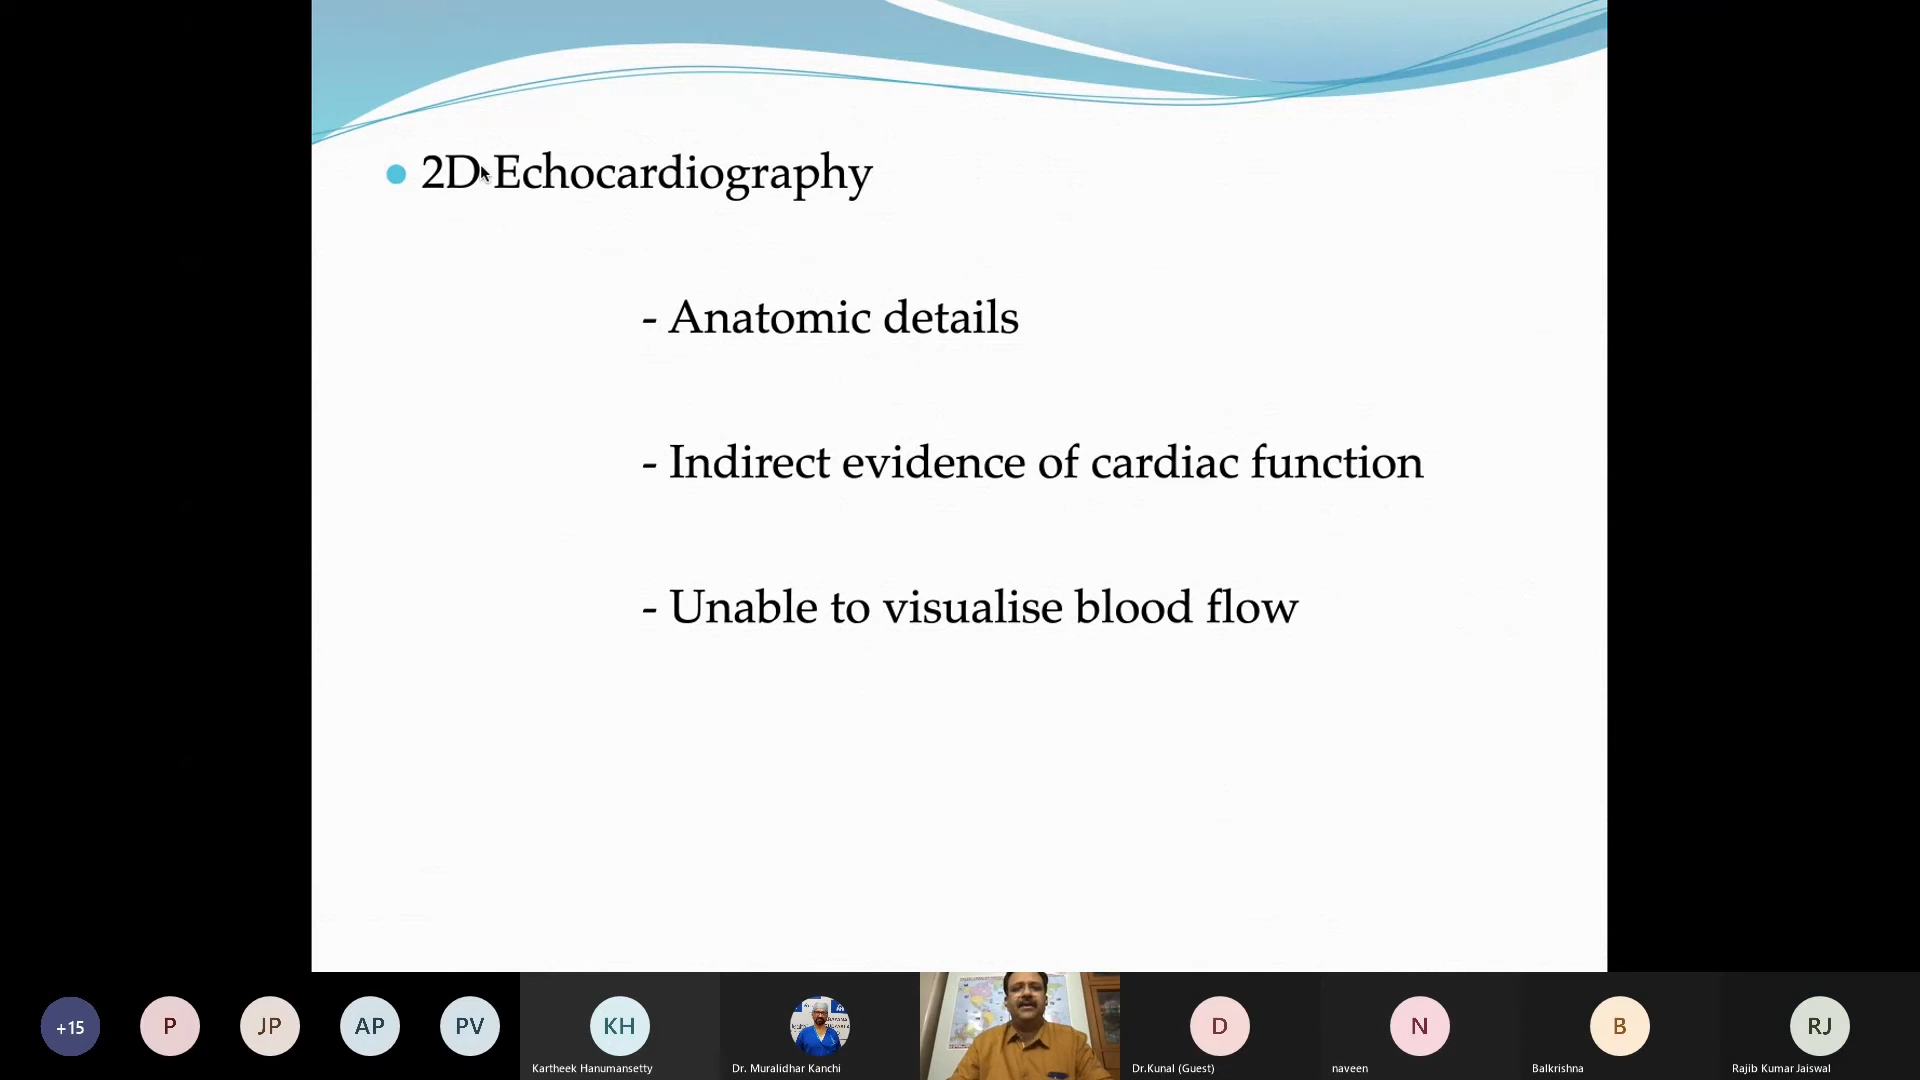 2D Echocardiography
- Anatomic details
- Indirect evidence of cardiac function
- Unable to visualise blood flow
+15
P
JP
AP
PV
KH
D
N
B
RJ
Kartheek Hanumansetty
Dr. Muralidhar Kanchi
Dr.Kunal (Guest)
naveen
Balkrishna
Rajib Kumar Jaiswal